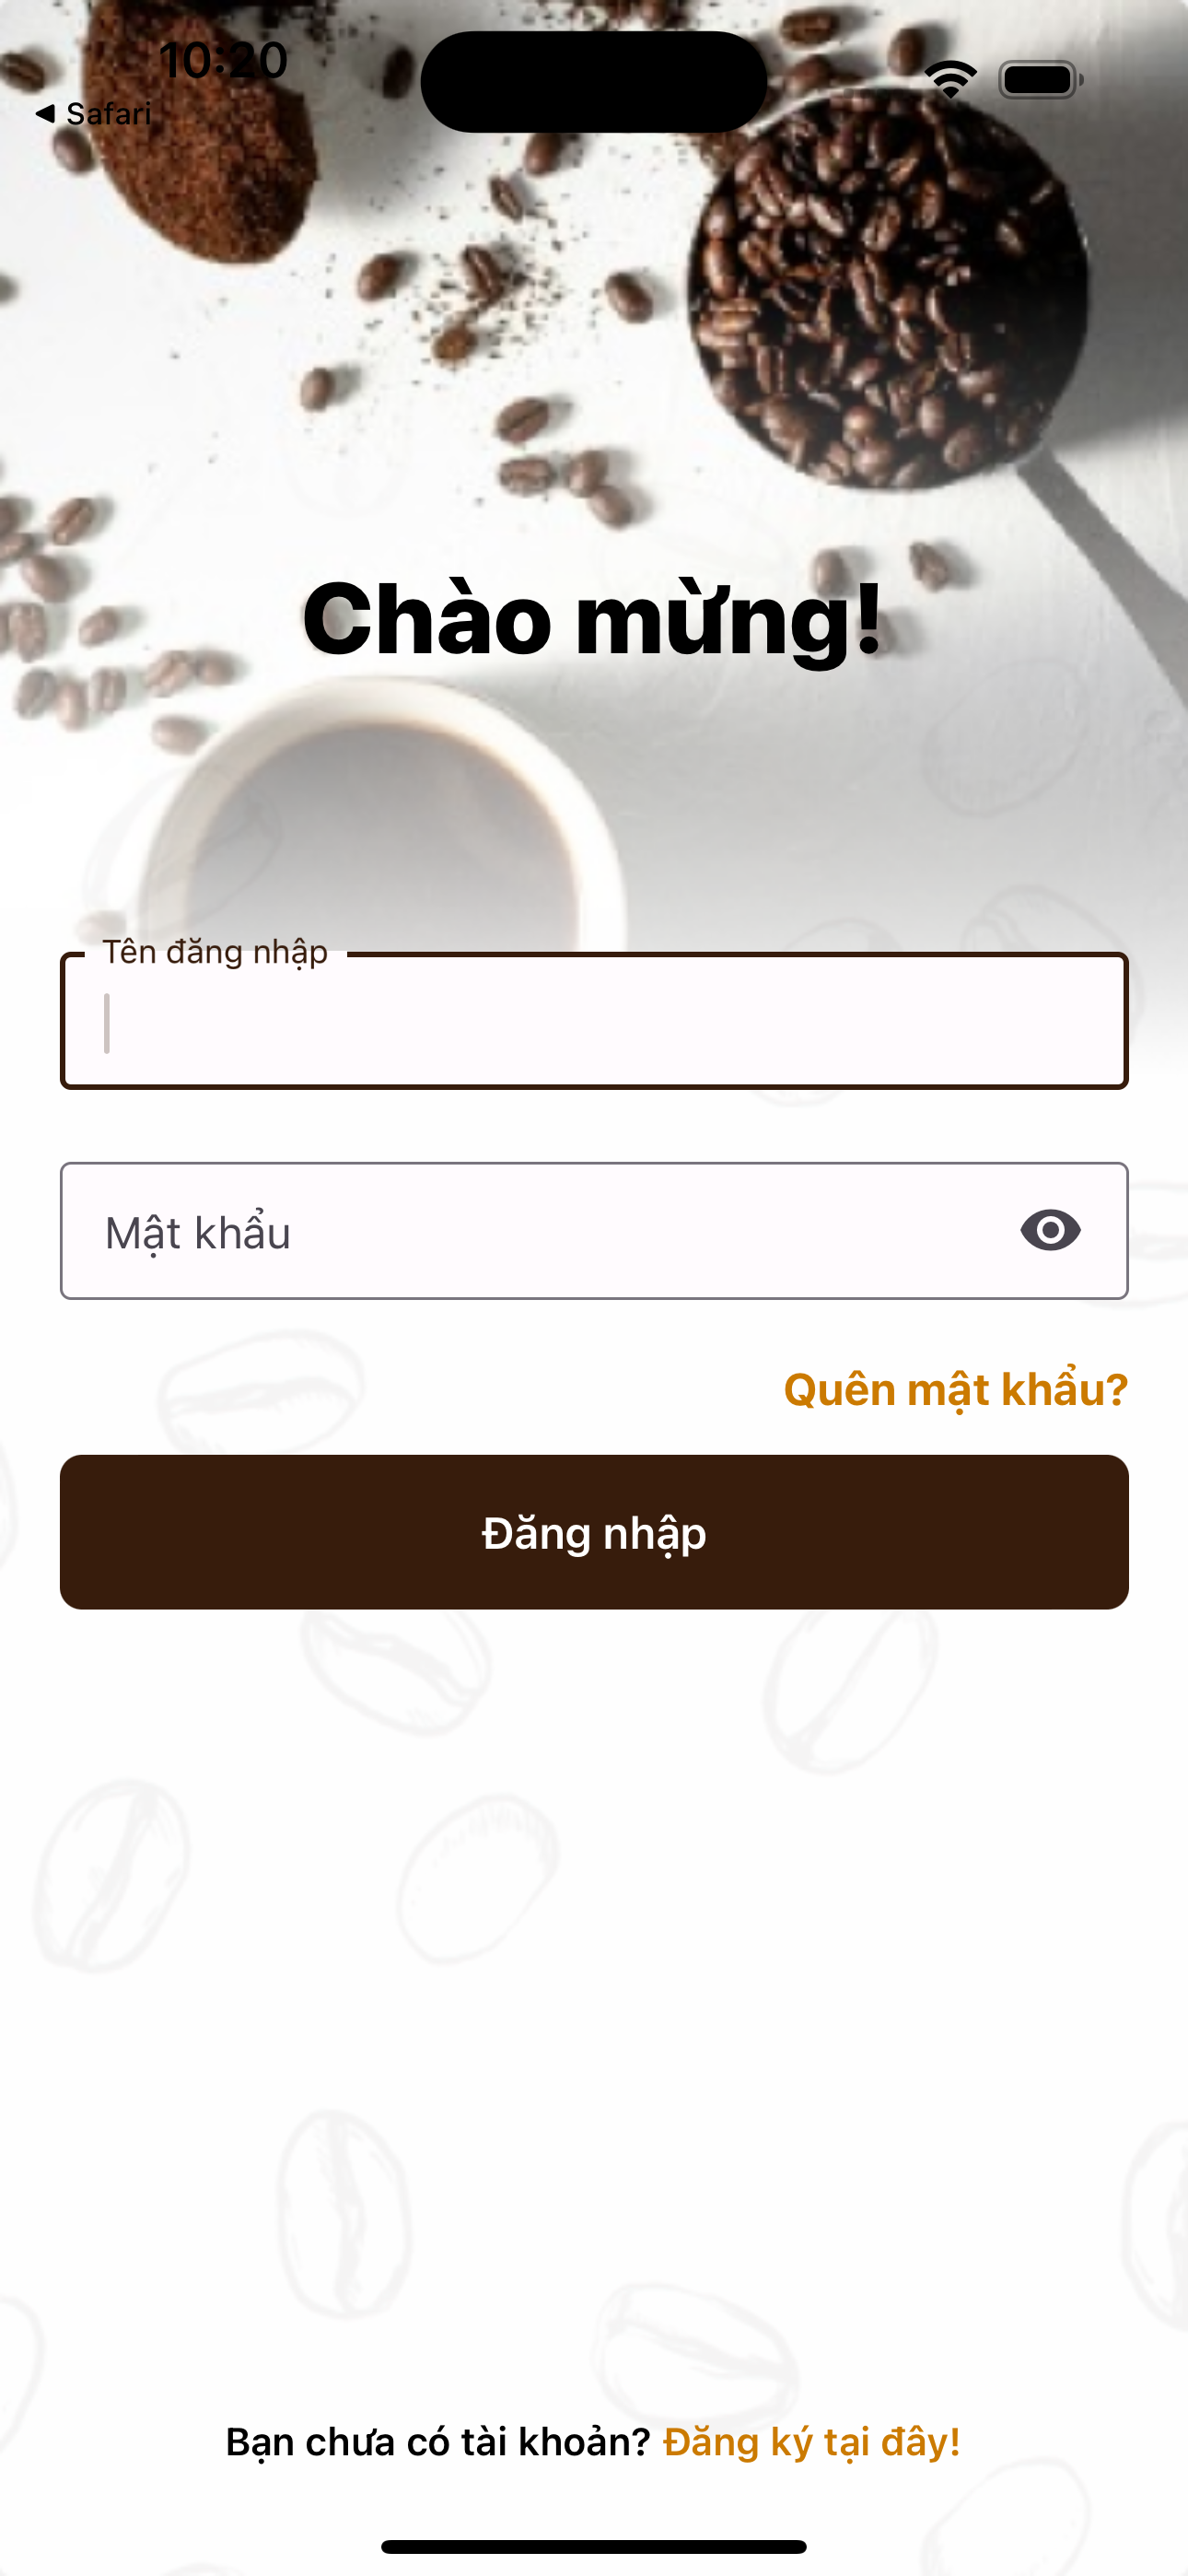 10:20
◀ Safari
Chào mừng!
Tên đăng nhập
Mật khẩu
Quên mật khẩu?
Đăng nhập
Bạn chưa có tài khoản? Đăng ký tại đây!